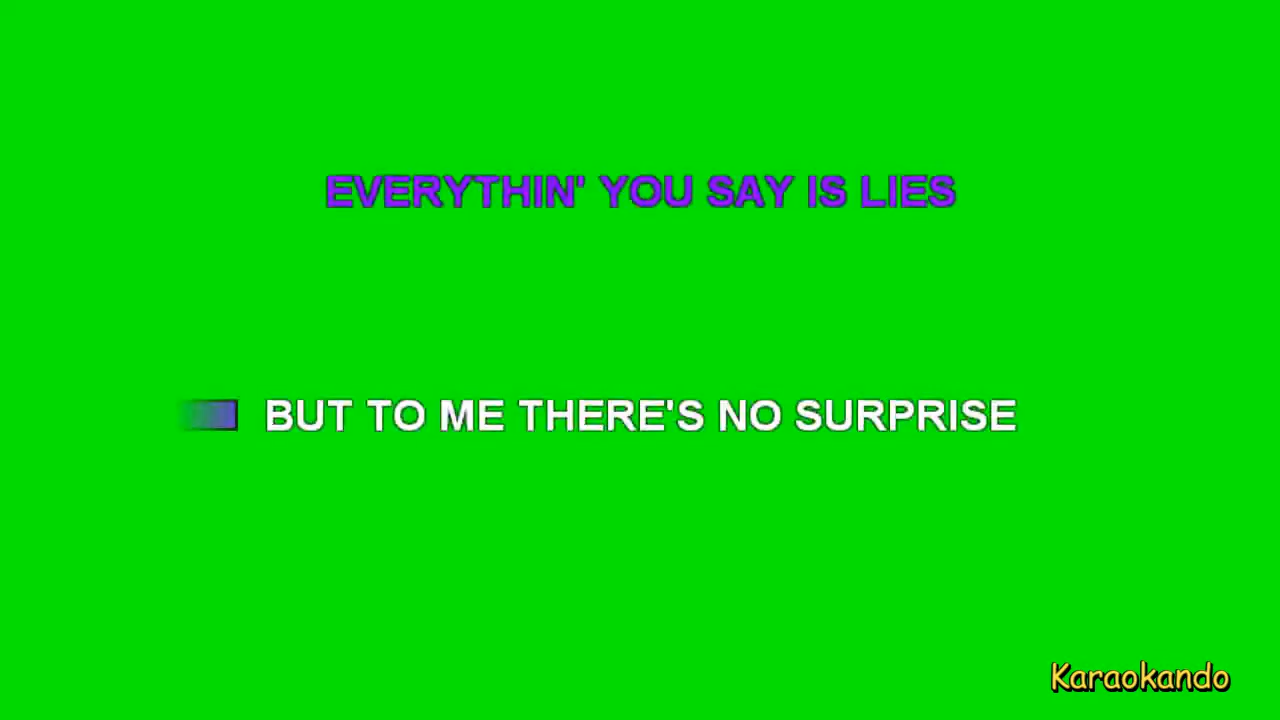 EVERYTHIN' YOU SAY IS LIES
BUT TO ME THERE'S NO SURPRISE
Karaokando